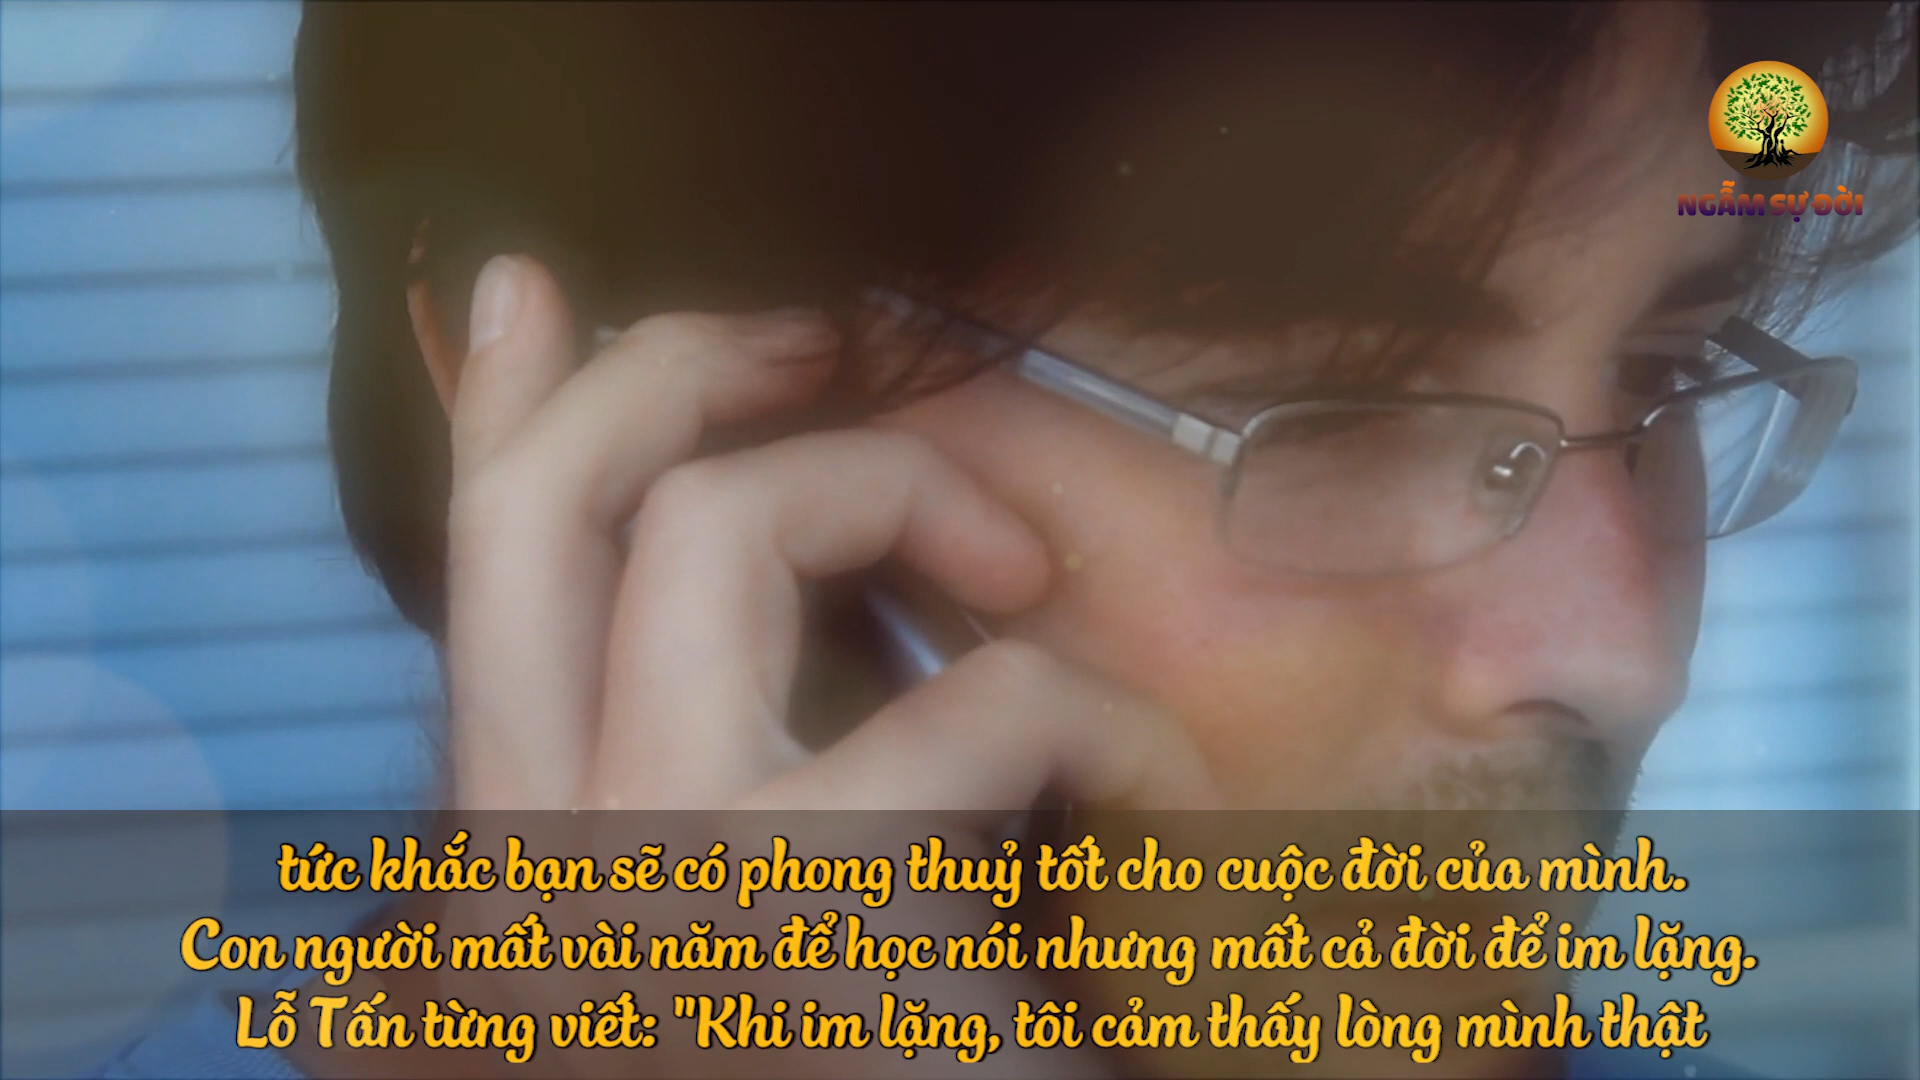 NGẪM SỰ ĐỜI
tức khắc bạn sẽ có phong thuỷ tốt cho cuộc đời của mình.
Con người mất vài năm để học nói nhưng mất cả đời để im lặng.
Lỗ Tấn từng viết: "Khi im lặng, tôi cảm thấy lòng mình thật